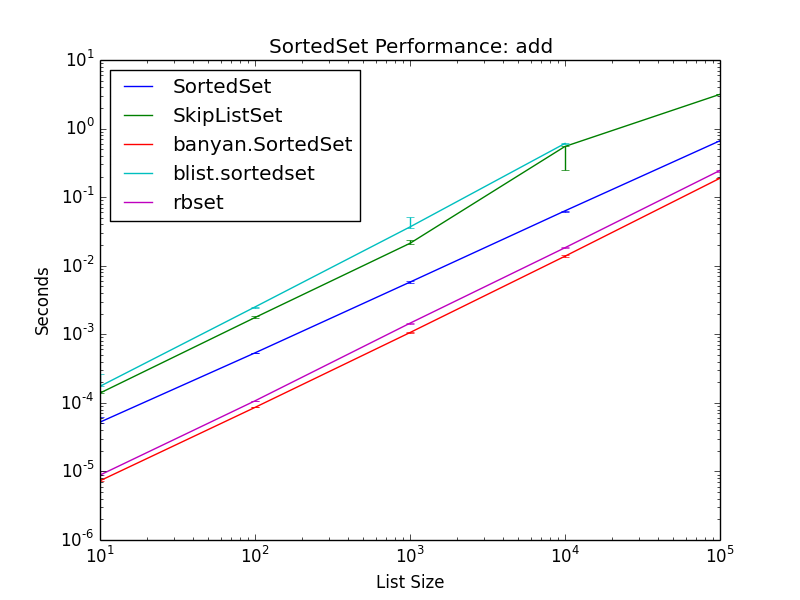 SortedSet Performance: add
10^1
10^0
10^-1
10^-2
10^-3
10^-4
10^-5
10^-6
Seconds
SortedSet
SkipListSet
banyan.SortedSet
blist.sortedset
rbset
10^1 10^2 10^3 10^4 10^5
List Size